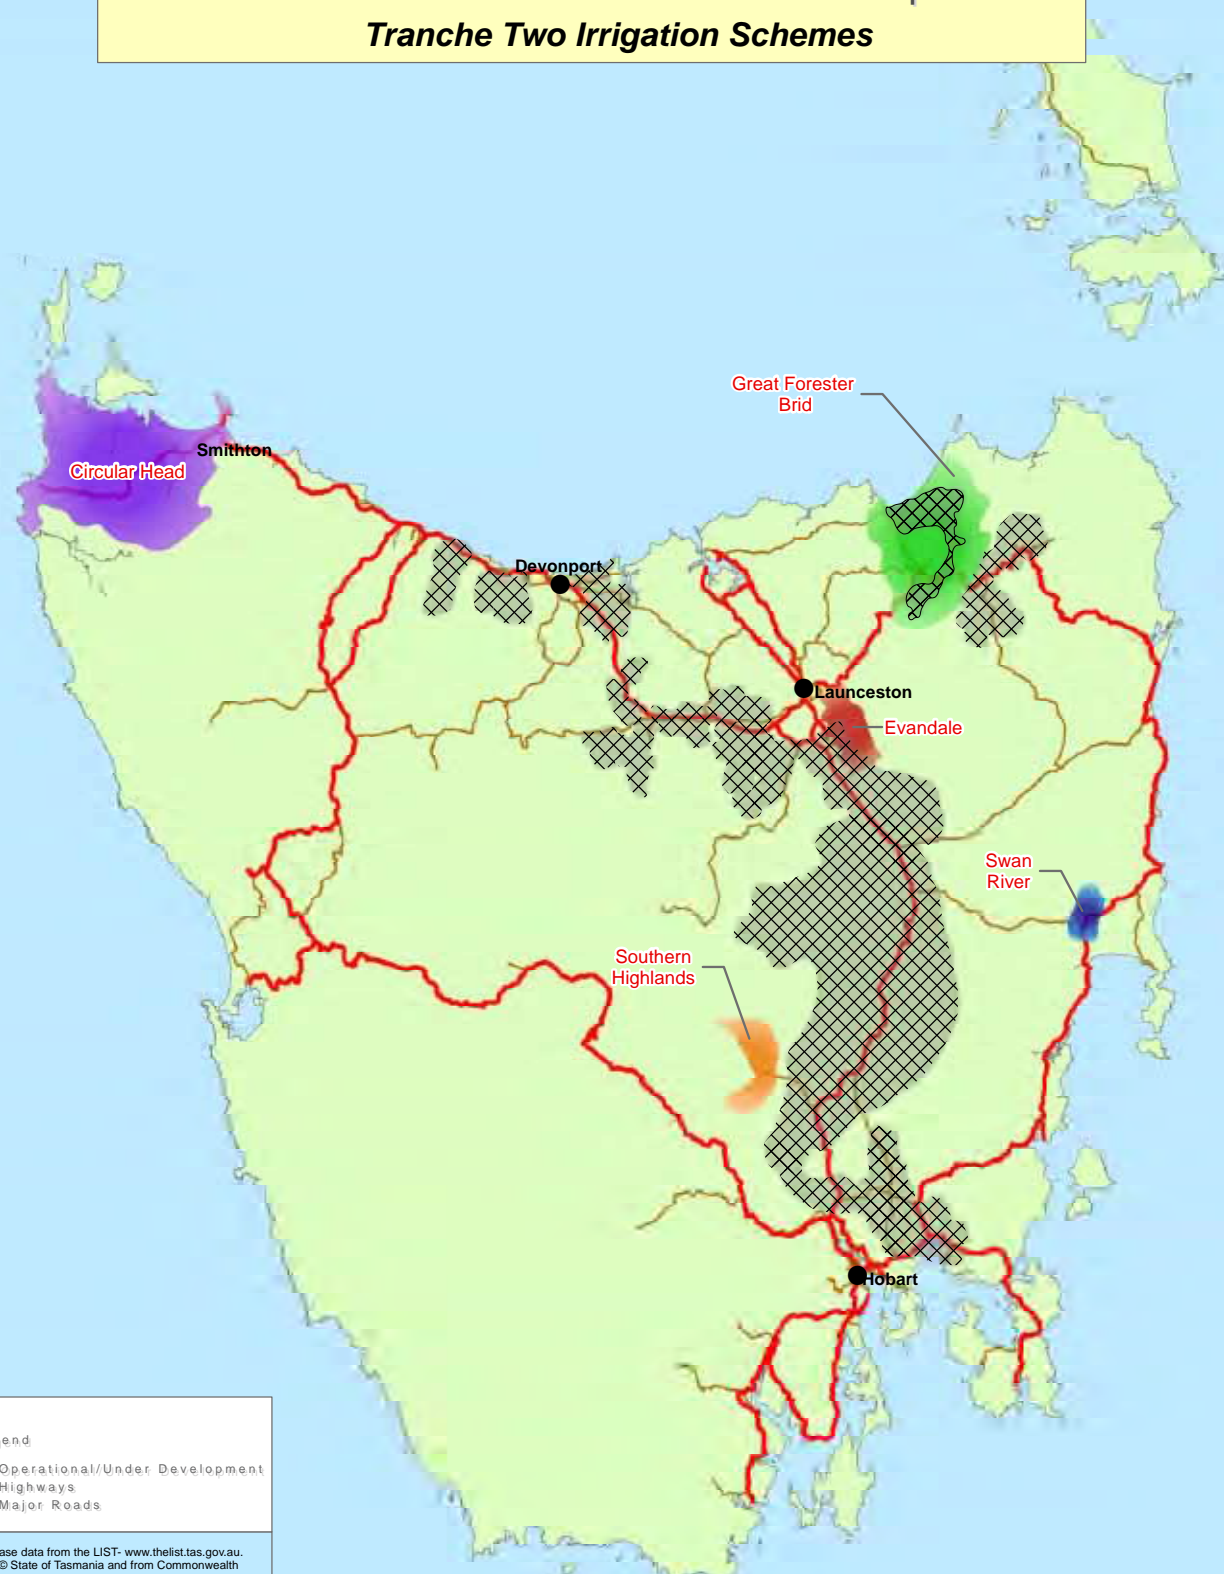 Tranche Two Irrigation Schemes
Great Forester
Brid
Smithton
Circular Head
Devonport
Launceston
Evandale
Swan
River
Southern
Highlands
Hobart
end
Operational/Under Development
Highways
Major Roads
ase data from the LIST- www.thelist.tas.gov.au.
© State of Tasmania and from Commonwealth